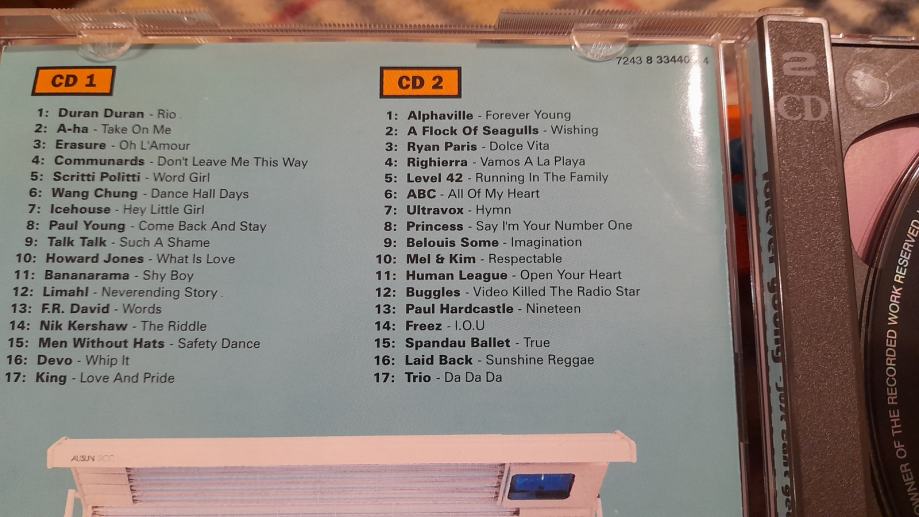 7243 8 33440 4
CD 1
1: Duran Duran - Rio
2: A-ha - Take On Me
3: Erasure - Oh L'Amour
4: Communards - Don't Leave Me This Way
5: Scritti Politti - Word Girl
6: Wang Chung - Dance Hall Days
7: Icehouse - Hey Little Girl
8: Paul Young - Come Back And Stay
9: Talk Talk - Such A Shame
10: Howard Jones - What Is Love
11: Bananarama - Shy Boy
12: Limahl - Neverending Story
13: F.R. David - Words
14: Nik Kershaw - The Riddle
15: Men Without Hats - Safety Dance
16: Devo - Whip It
17: King - Love And Pride
CD 2
1: Alphaville - Forever Young
2: A Flock Of Seagulls - Wishing
3: Ryan Paris - Dolce Vita
4: Righierra - Vamos A La Playa
5: Level 42 - Running In The Family
6: ABC - All Of My Heart
7: Ultravox - Hymn
8: Princess - Say I'm Your Number One
9: Belouis Some - Imagination
10: Mel & Kim - Respectable
11: Human League - Open Your Heart
12: Buggles - Video Killed The Radio Star
13: Paul Hardcastle - Nineteen
14: Freez - I.O.U
15: Spandau Ballet - True
16: Laid Back - Sunshine Reggae
17: Trio - Da Da Da
2
CD
OWNER OF THE RECORDED WORK RESERVED